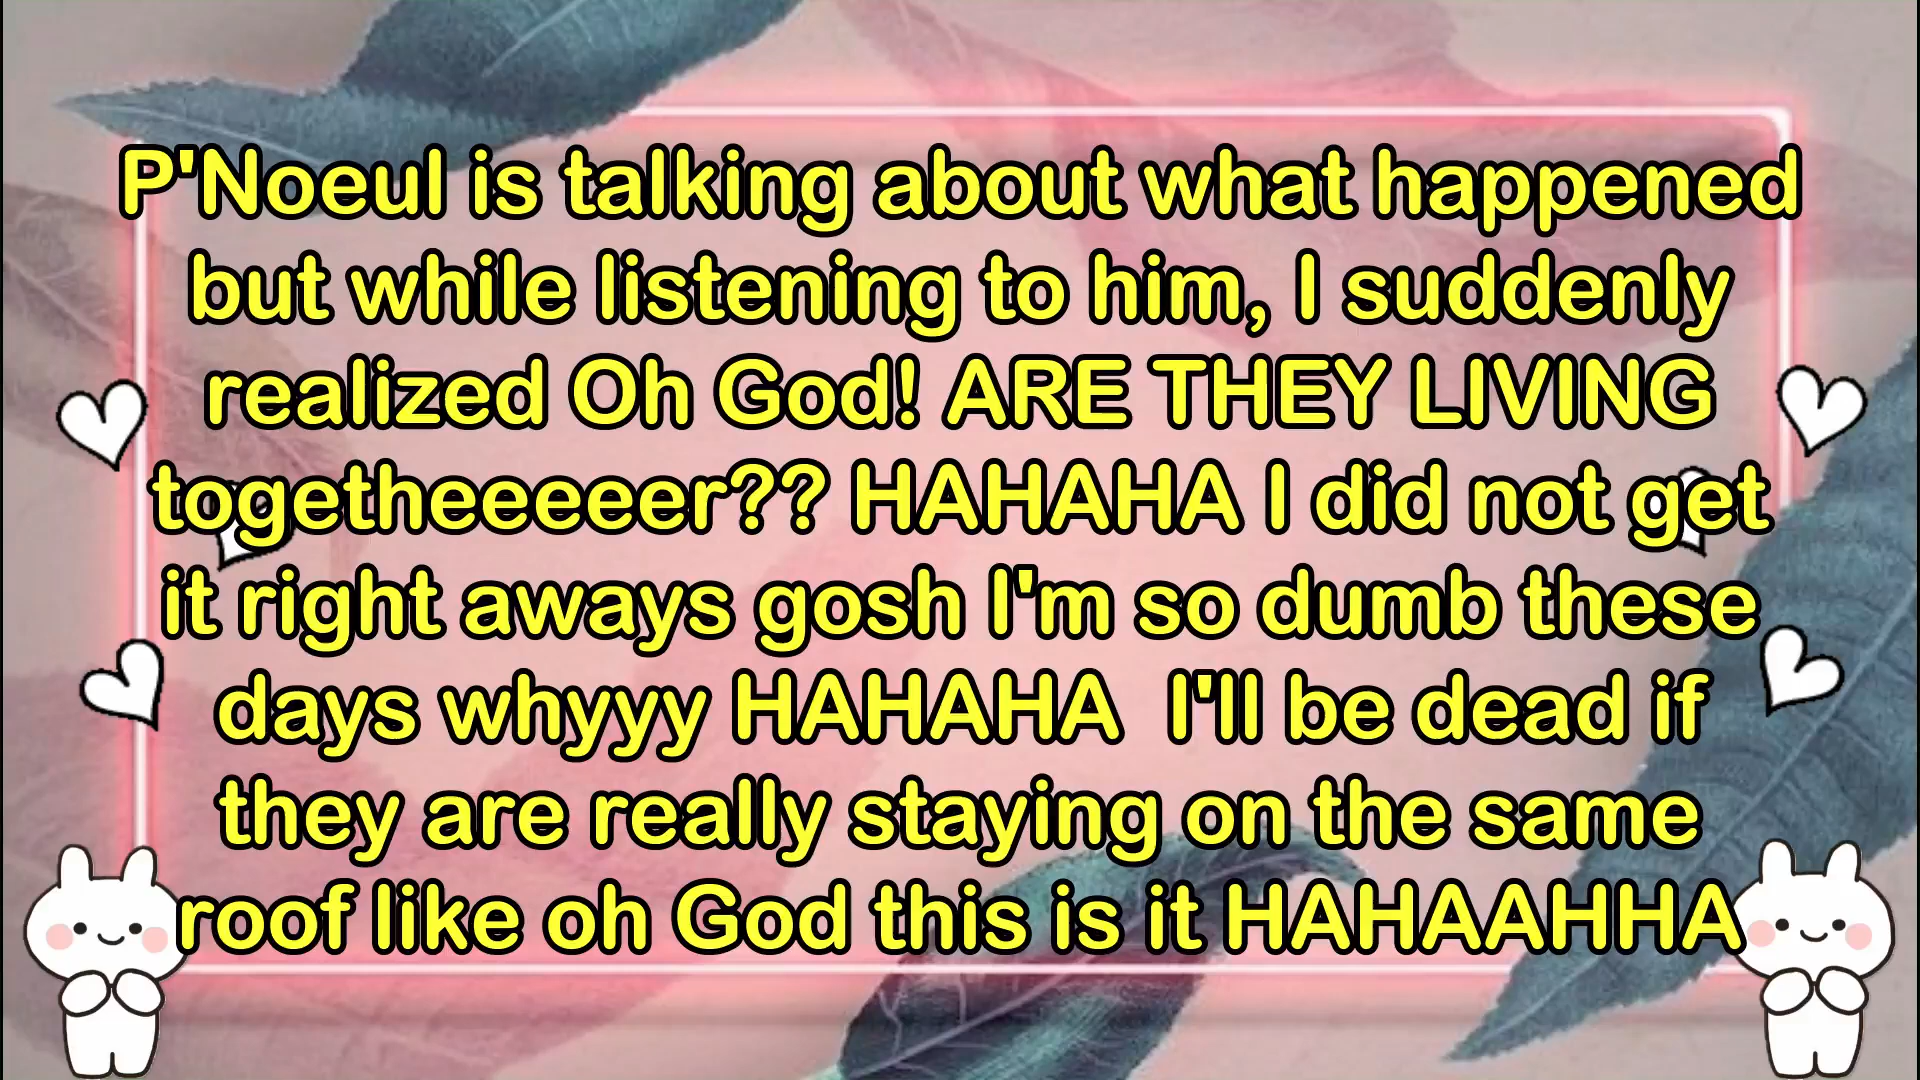 P'Noeul is talking about what happened
but while listening to him, I suddenly
realized Oh God! ARE THEY LIVING
togetheeeeer?? HAHAHA I did not get
it right aways gosh I'm so dumb these
days whyyy HAHAHA  I'll be dead if
they are really staying on the same
roof like oh God this is it HAHAAHHA